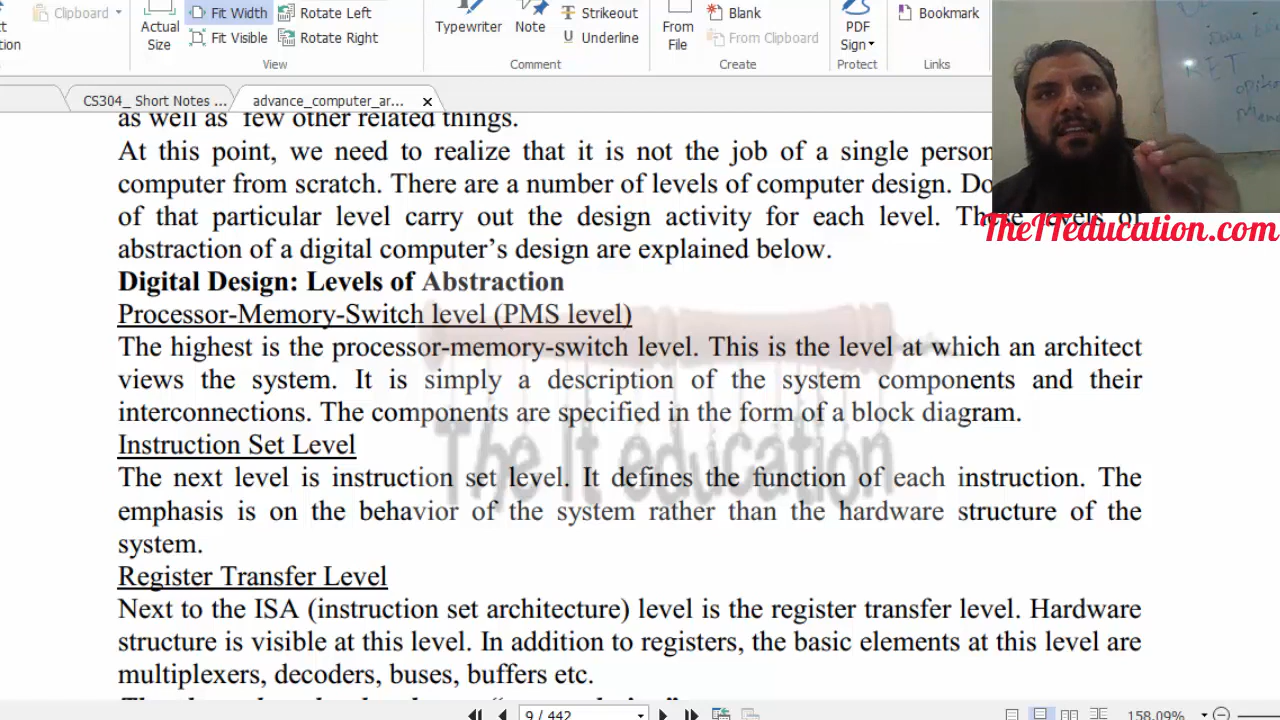 Clipboard
Fit Width
Rotate Left
Actual Size
Fit Visible
Rotate Right
View
Typewriter
Note
Strikeout
Underline
Comment
From File
Blank
From Clipboard
Create
PDF Sign
Protect
Bookmark
Links
CS304_ Short Notes ...
advance_computer_ar...
as well as few other related things.
At this point, we need to realize that it is not the job of a single person
computer from scratch. There are a number of levels of computer design. Do
of that particular level carry out the design activity for each level. These levels of
abstraction of a digital computer's design are explained below.
TheITeducation.com
Digital Design: Levels of Abstraction
Processor-Memory-Switch level (PMS level)
The highest is the processor-memory-switch level. This is the level at which an architect
views the system. It is simply a description of the system components and their
interconnections. The components are specified in the form of a block diagram.
The It education
Instruction Set Level
The next level is instruction set level. It defines the function of each instruction. The
emphasis is on the behavior of the system rather than the hardware structure of the
system.
Register Transfer Level
Next to the ISA (instruction set architecture) level is the register transfer level. Hardware
structure is visible at this level. In addition to registers, the basic elements at this level are
multiplexers, decoders, buses, buffers etc.
9 / 442
158.09%